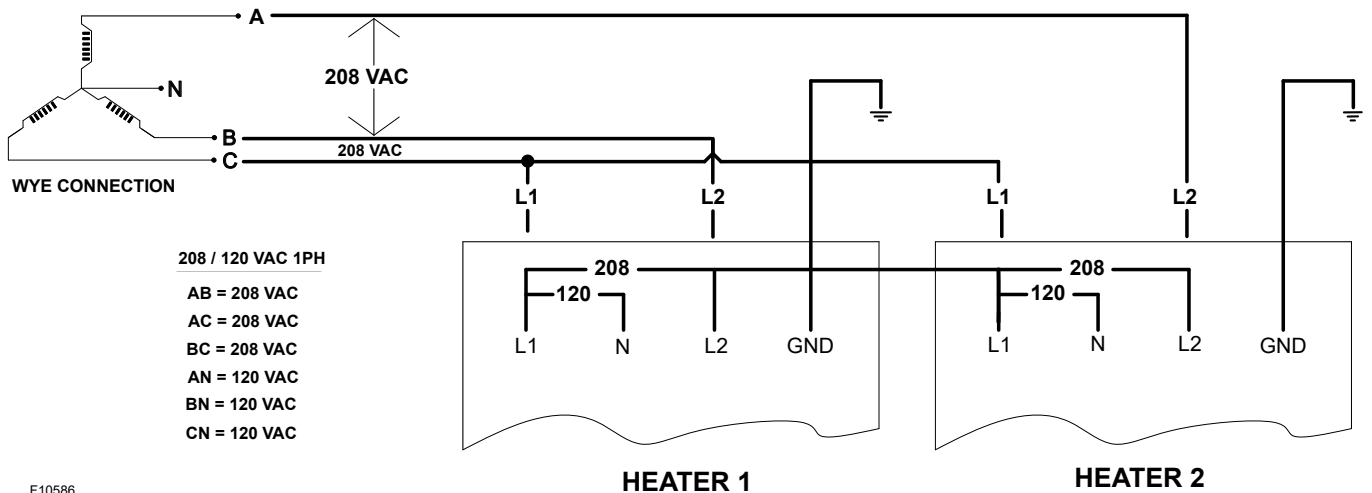 A
208 VAC
N
B
208 VAC
C
WYE CONNECTION
L1
L2
L1
L2
208 / 120 VAC 1PH
AB = 208 VAC
AC = 208 VAC
BC = 208 VAC
AN = 120 VAC
BN = 120 VAC
CN = 120 VAC
208
120
L1
N
L2
GND
208
120
L1
N
L2
GND
HEATER 1
HEATER 2
F10586